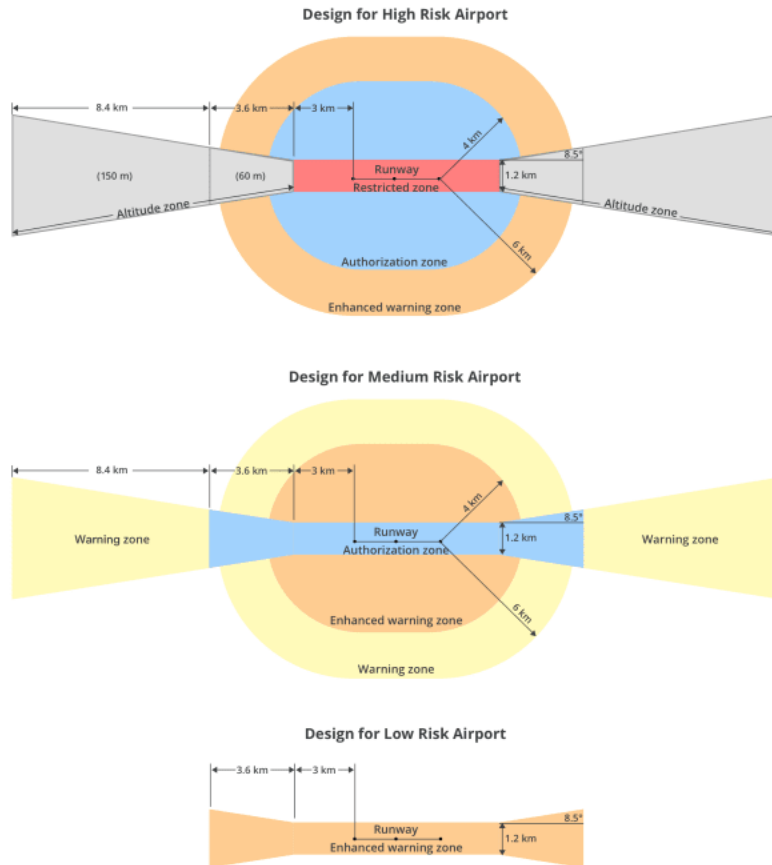 Design for High Risk Airport
8.4 km
3.6 km
3 km
4 km
8.5°
(150 m)
(60 m)
Runway
1.2 km
Restricted zone
Altitude zone
Altitude zone
Authorization zone
6 km
Enhanced warning zone
Design for Medium Risk Airport
8.4 km
3.6 km
3 km
4 km
8.5°
Runway
1.2 km
Warning zone
Authorization zone
Warning zone
6 km
Enhanced warning zone
Warning zone
Design for Low Risk Airport
3.6 km
3 km
8.5°
Runway
1.2 km
Enhanced warning zone